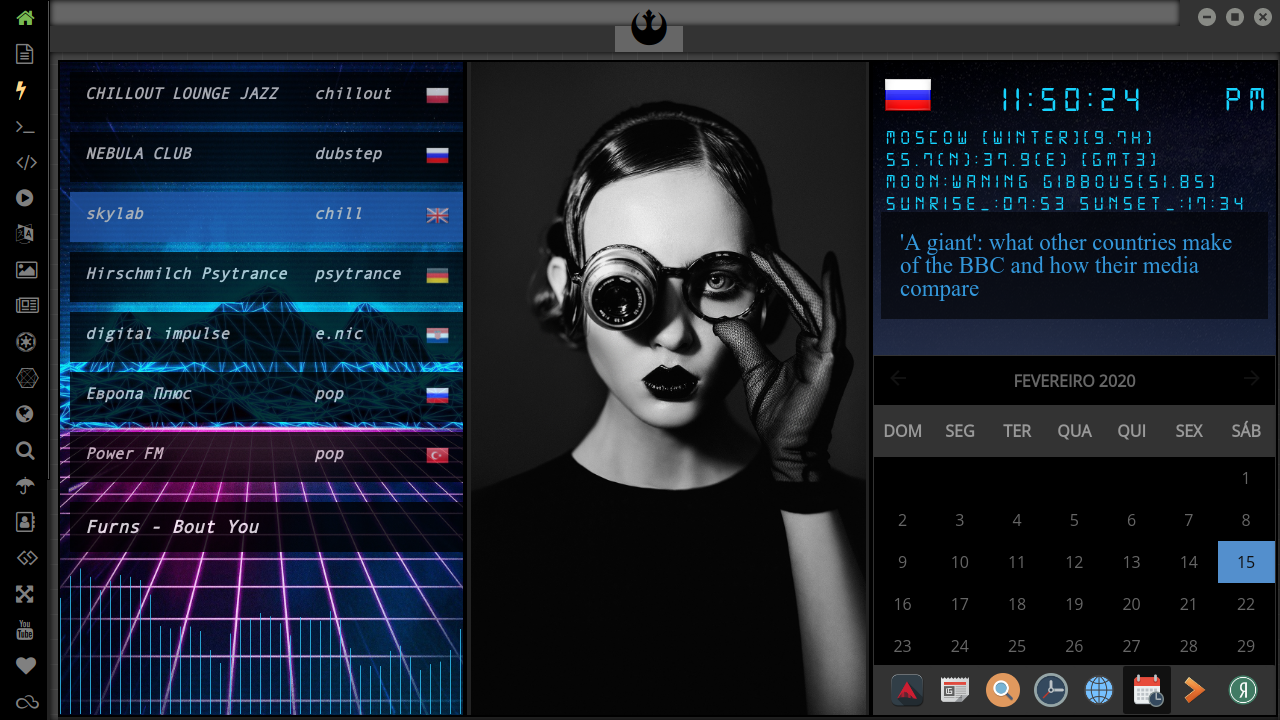 CHILLOUT LOUNGE JAZZ chillout
NEBULA CLUB dubstep
skylab chill
Hirschmilch Psytrance psytrance
digital impulse e.nic
Европа Плюс pop
Power FM pop
Furns - Bout You
11:50:24 PM
MOSCOW (WINTER)(9.7H)
55.7(N):37.9(E) (GMT3)
MOON:WANING GIBBOUS(51.85)
SUNRISE_:07:53 SUNSET_:17:34
'A giant': what other countries make
of the BBC and how their media
compare
FEVEREIRO 2020
DOM SEG TER QUA QUI SEX SÁB
1
2 3 4 5 6 7 8
9 10 11 12 13 14 15
16 17 18 19 20 21 22
23 24 25 26 27 28 29
You
Tube
Я